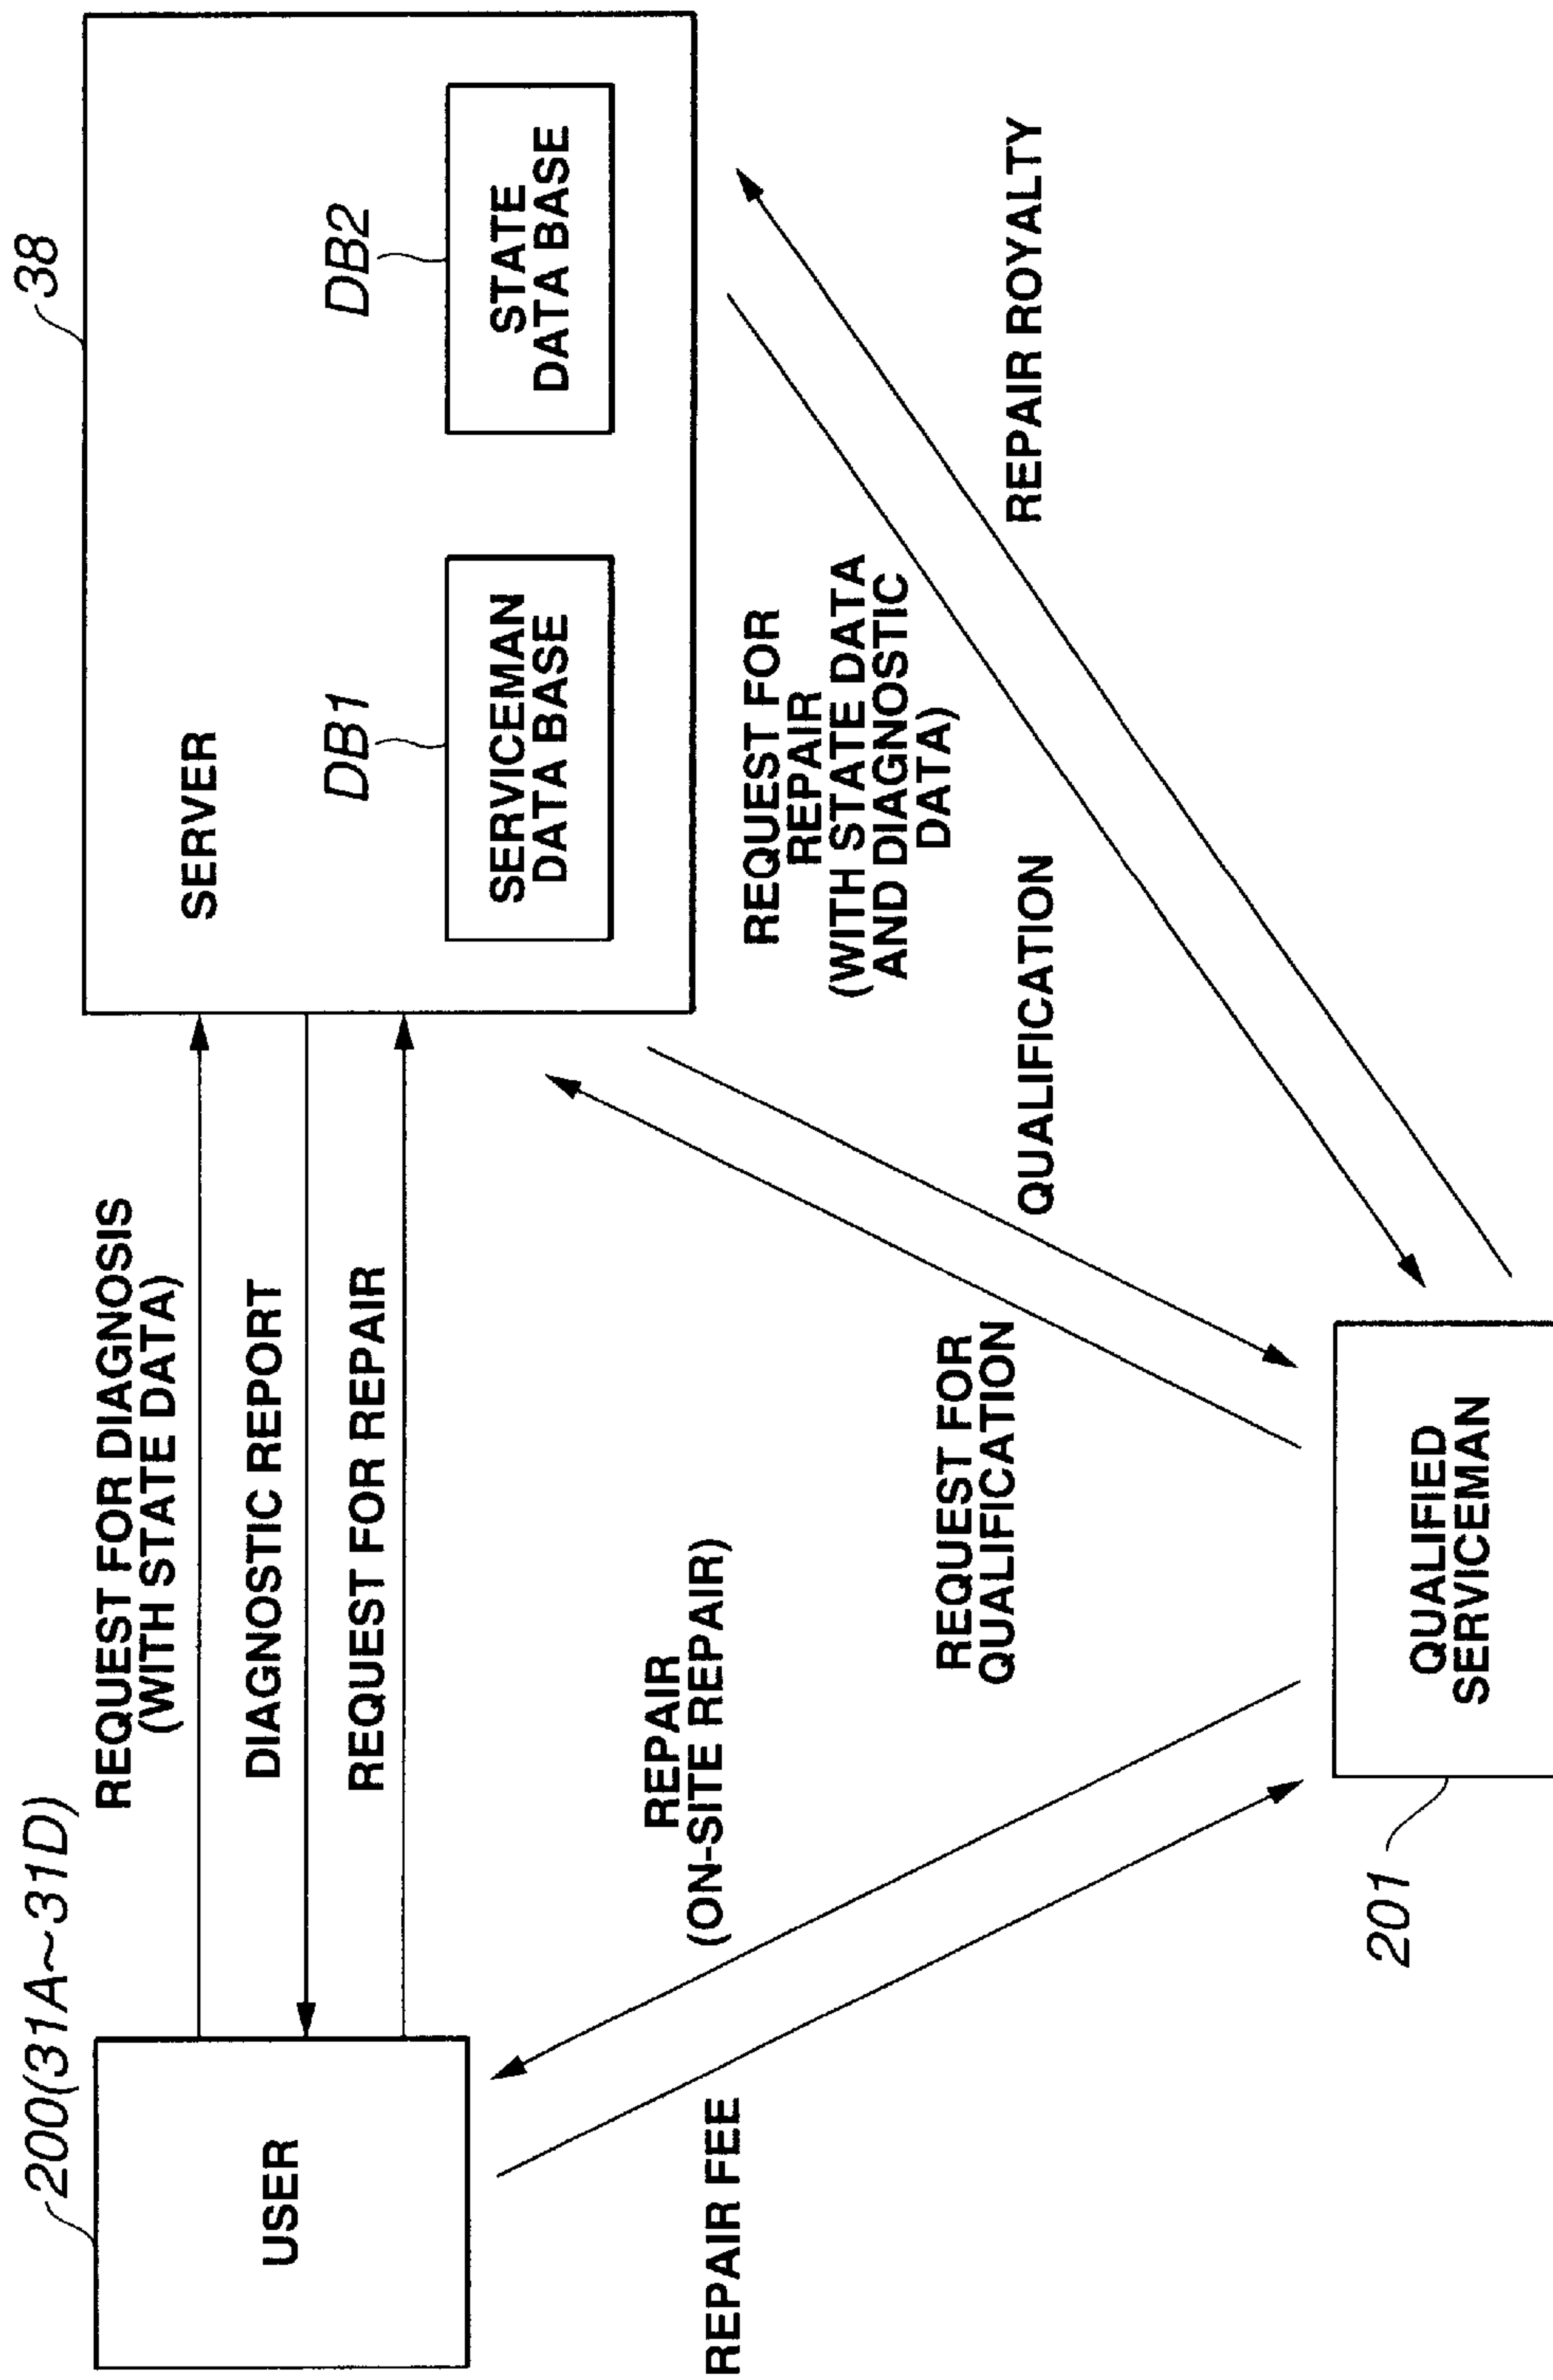 200(31A~31D)
38
USER
REQUEST FOR DIAGNOSIS
(WITH STATE DATA)
DIAGNOSTIC REPORT
REQUEST FOR REPAIR
SERVER
DB1
SERVICEMAN
DATA BASE
DB2
STATE
DATA BASE
REPAIR FEE
REPAIR
(ON-SITE REPAIR)
REQUEST FOR
QUALIFICATION
QUALIFICATION
REQUEST FOR
REPAIR
(WITH STATE DATA
AND DIAGNOSTIC
DATA)
REPAIR ROYALTY
201
QUALIFIED
SERVICEMAN